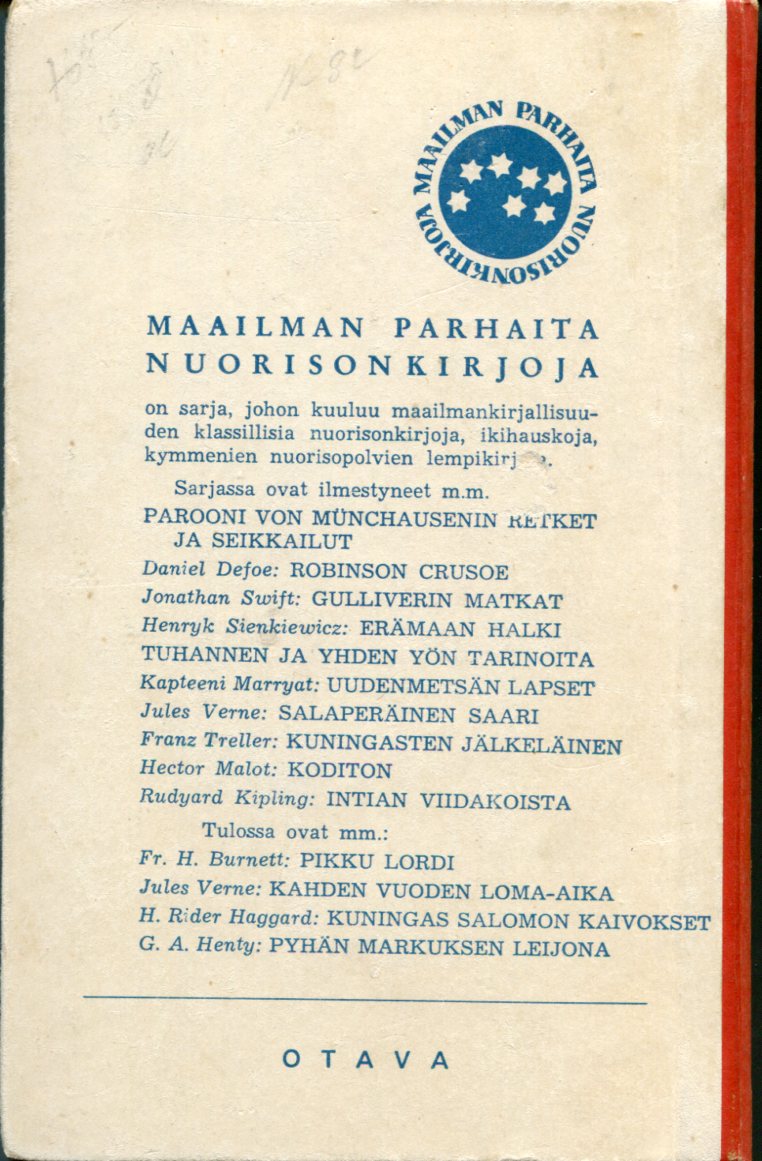 MAAILMAN PARHAITA NUORISONKIRJOJA
MAAILMAN PARHAITA
NUORISONKIRJOJA
on sarja, johon kuuluu maailmankirjallisuu-
den klassillisia nuorisonkirjoja, ikihauskoja,
kymmenien nuorisopolvien
Sarjassa ovat ilmestyneet m.m.
PAROONI VON MÜNCHAUSENIN RETKET
JA SEIKKAILUT
Daniel Defoe: ROBINSON CRUSOE
Jonathan Swift: GULLIVERIN MATKAT
Henryk Sienkiewicz: ERÄMAAN HALKI
TUHANNEN JA YHDEN YÖN TARINOITA
Kapteeni Marryat: UUDENMETSÄN LAPSET
Jules Verne: SALAPERÄINEN SAARI
Franz Treller: KUNINGASTEN JÄLKELÄINEN
Hector Malot: KODITON
Rudyard Kipling: INTIAN VIIDAKOISTA
Tulossa ovat mm.:
Fr. H. Burnett: PIKKU LORDI
Jules Verne: KAHDEN VUODEN LOMA-AIKA
H. Rider Haggard: KUNINGAS SALOMON KAIVOKSET
G. A. Henty: PYHÄN MARKUKSEN LEIJONA
OTAVA